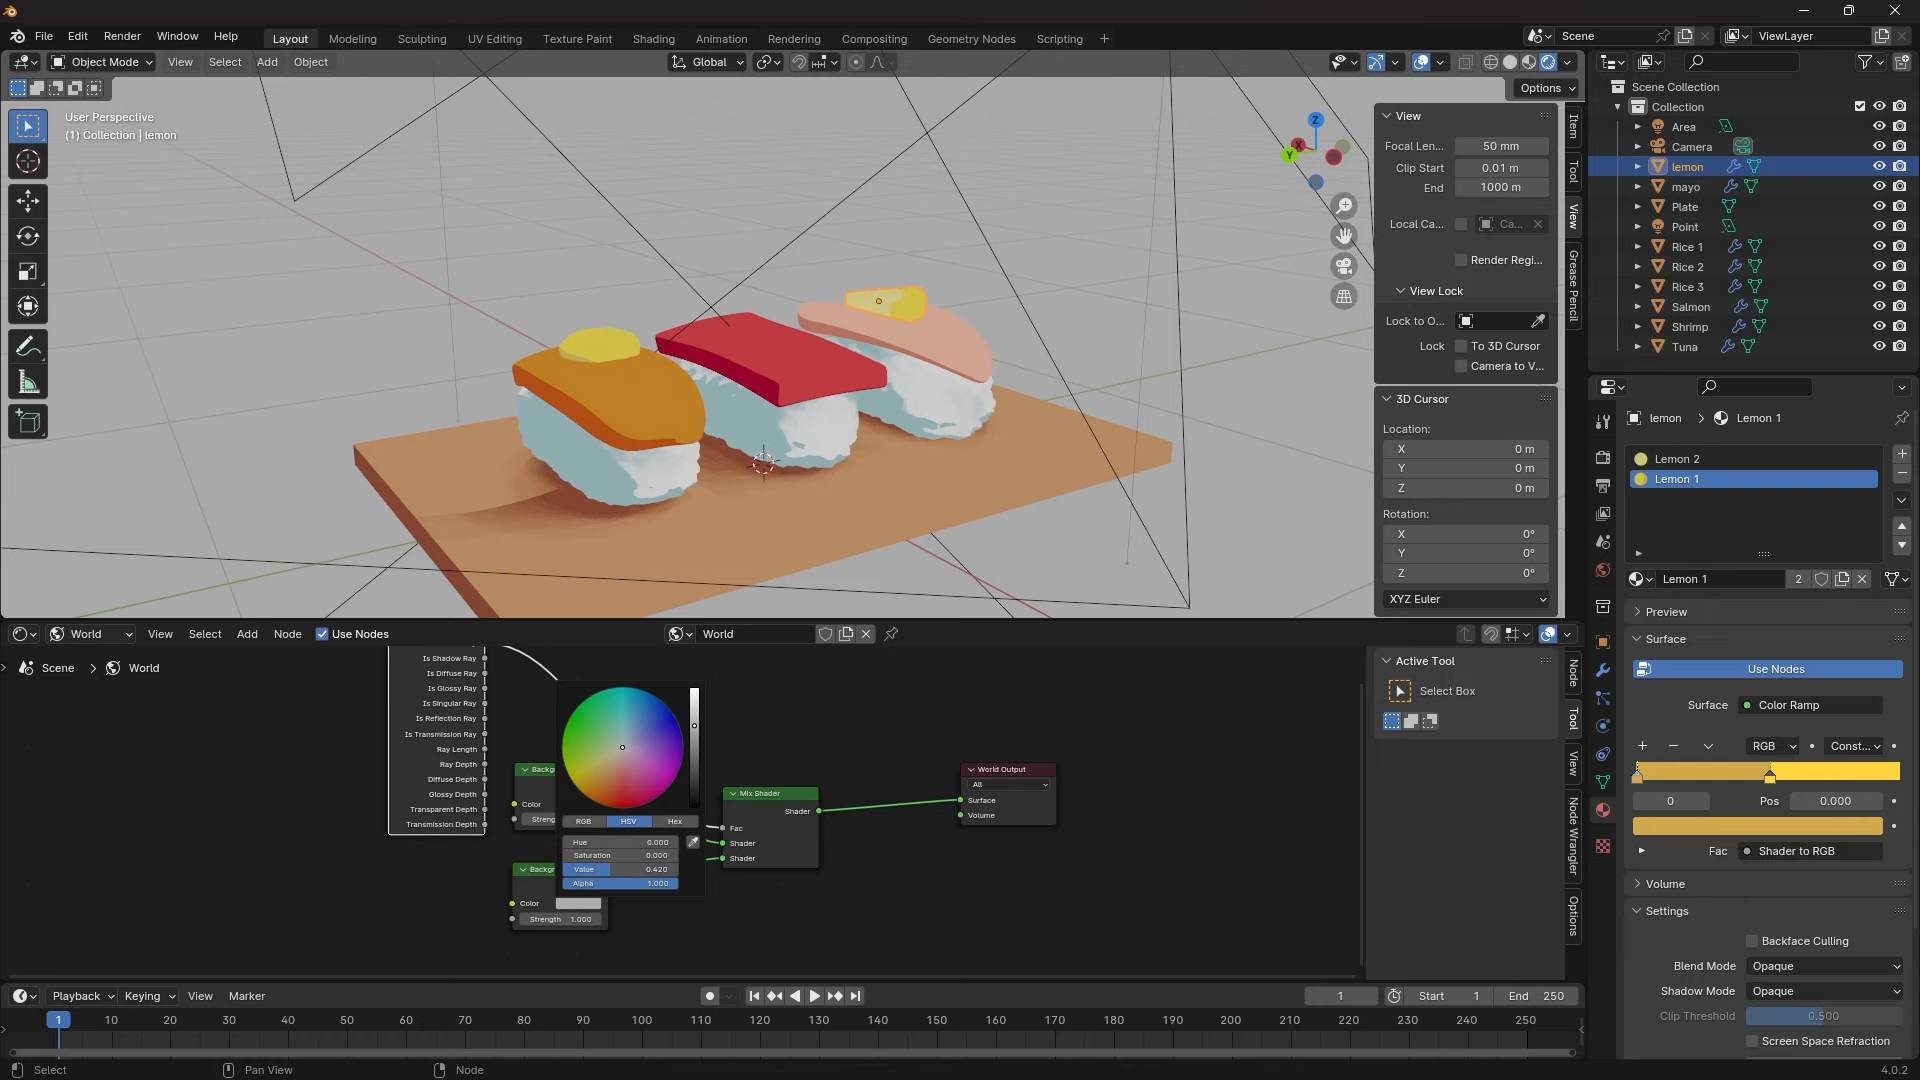 File Edit Render Window Help Layout Modeling Sculpting UV Editing Texture Paint Shading Animation Rendering Compositing Geometry Nodes Scripting + Scene ViewLayer
Object Mode View Select Add Object Global
Options
User Perspective
(1) Collection | lemon
Z
X
Y
View
Focal Len... 50 mm
Clip Start 0.01 m
End 1000 m
Local Ca... Ca...
Render Regi...
View Lock
Lock to O...
Lock To 3D Cursor
Camera to V...
3D Cursor
Location:
X 0 m
Y 0 m
Z 0 m
Rotation:
X 0°
Y 0°
Z 0°
XYZ Euler
Item
Tool
View
Grease Pencil
Scene Collection
Collection
Area
Camera
lemon
mayo
Plate
Point
Rice 1
Rice 2
Rice 3
Salmon
Shrimp
Tuna
lemon Lemon 1
Lemon 2
Lemon 1
Lemon 1 2
Preview
Surface
Use Nodes
Surface Color Ramp
RGB Const...
0 Pos 0.000
Fac Shader to RGB
Volume
Settings
Backface Culling
Blend Mode Opaque
Shadow Mode Opaque
Clip Threshold 0.500
Screen Space Refraction
World View Select Add Node Use Nodes World
Scene World
Is Shadow Ray
Is Diffuse Ray
Is Glossy Ray
Is Singular Ray
Is Reflection Ray
Is Transmission Ray
Ray Length
Ray Depth
Diffuse Depth
Glossy Depth
Transparent Depth
Transmission Depth
Backg
Color
Streng
RGB HSV Hex
Hue 0.000
Saturation 0.000
Value 0.420
Alpha 1.000
Backgr
Color
Strength 1.000
Mix Shader
Shader
Fac
Shader
Shader
World Output
All
Surface
Volume
Active Tool
Select Box
Node
Tool
View
Node Wrangler
Options
Playback Keying View Marker 1 Start 1 End 250
1 10 20 30 40 50 60 70 80 90 100 110 120 130 140 150 160 170 180 190 200 210 220 230 240 250
Select Pan View Node 4.0.2